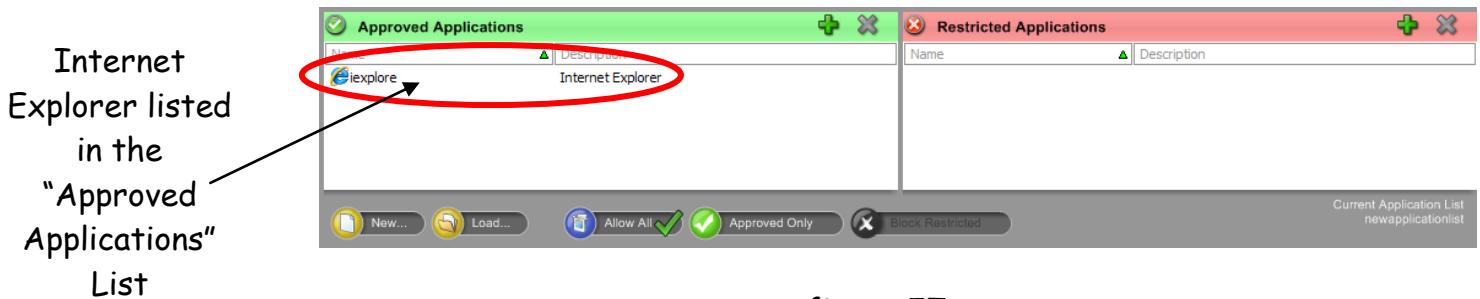 Internet
Explorer listed
in the
“Approved
Applications”
List
Approved Applications
Name Description
iexplore Internet Explorer
Restricted Applications
Name Description
New... Load... Allow All Approved Only Block Restricted
Current Application List
newapplicationlist